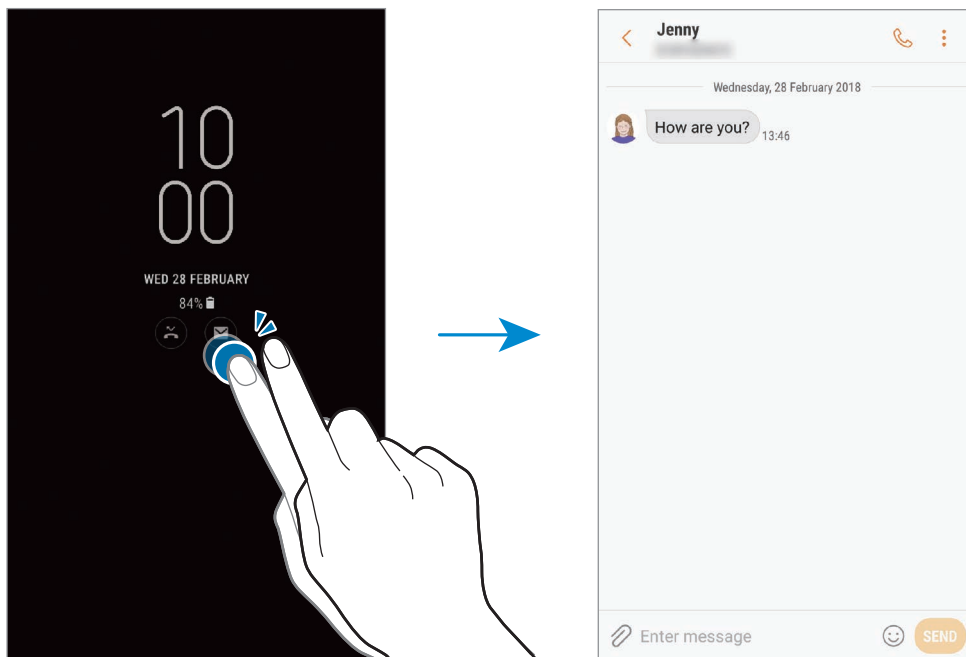 10
00
WED 28 FEBRUARY
84%
Jenny
Wednesday, 28 February 2018
How are you?
13:46
Enter message
SEND